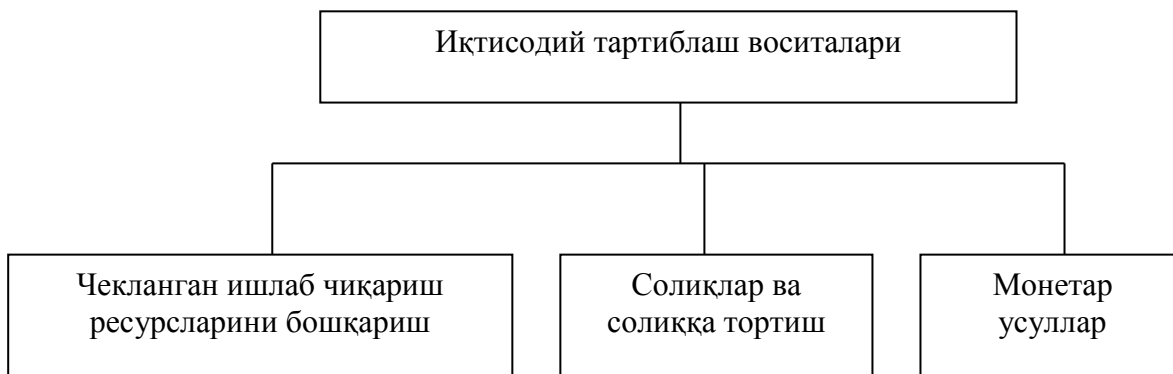 Иқтисодий тартиблаш воситалари
Чекланган ишлаб чиқариш
ресурсларини бошқариш
Солиқлар ва
солиққа тортиш
Монетар
усуллар